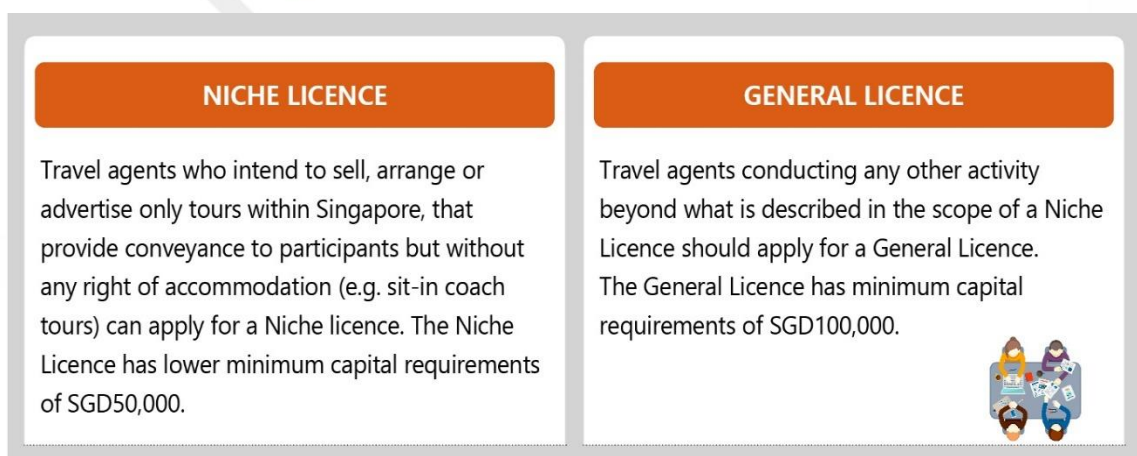 NICHE LICENCE
Travel agents who intend to sell, arrange or
advertise only tours within Singapore, that
provide conveyance to participants but without
any right of accommodation (e.g. sit-in coach
tours) can apply for a Niche licence. The Niche
Licence has lower minimum capital requirements
of SGD50,000.
GENERAL LICENCE
Travel agents conducting any other activity
beyond what is described in the scope of a Niche
Licence should apply for a General Licence.
The General Licence has minimum capital
requirements of SGD100,000.